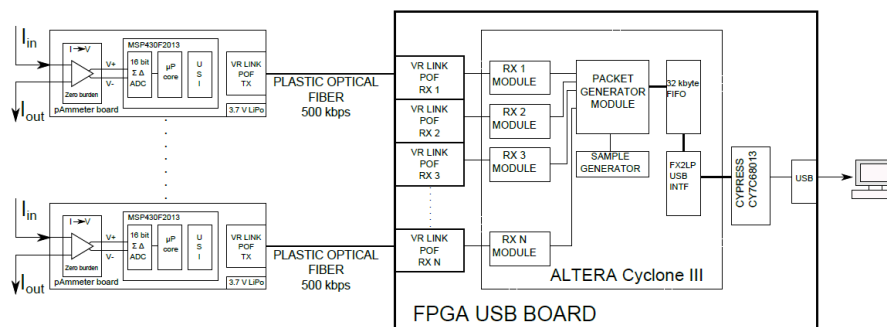 I in
I out
I→V
V+
V-
Zero burden
pAmmeter board
MSP430F2013
16 bit
Σ Δ
ADC
µP
core
U
S
I
VR LINK
POF
TX
3.7 V LiPo
PLASTIC OPTICAL
FIBER
500 kbps
I in
I out
I→V
V+
V-
Zero burden
pAmmeter board
MSP430F2013
16 bit
Σ Δ
ADC
µP
core
U
S
I
VR LINK
POF
TX
3.7 V LiPo
PLASTIC OPTICAL
FIBER
500 kbps
VR LINK
POF
RX 1
VR LINK
POF
RX 2
VR LINK
POF
RX 3
VR LINK
POF
RX N
RX 1
MODULE
RX 2
MODULE
RX 3
MODULE
RX N
MODULE
PACKET
GENERATOR
MODULE
SAMPLE
GENERATOR
32 kbyte
FIFO
FX2LP
USB
INTF
ALTERA Cyclone III
CYPRESS
CY7C68013
USB
FPGA USB BOARD